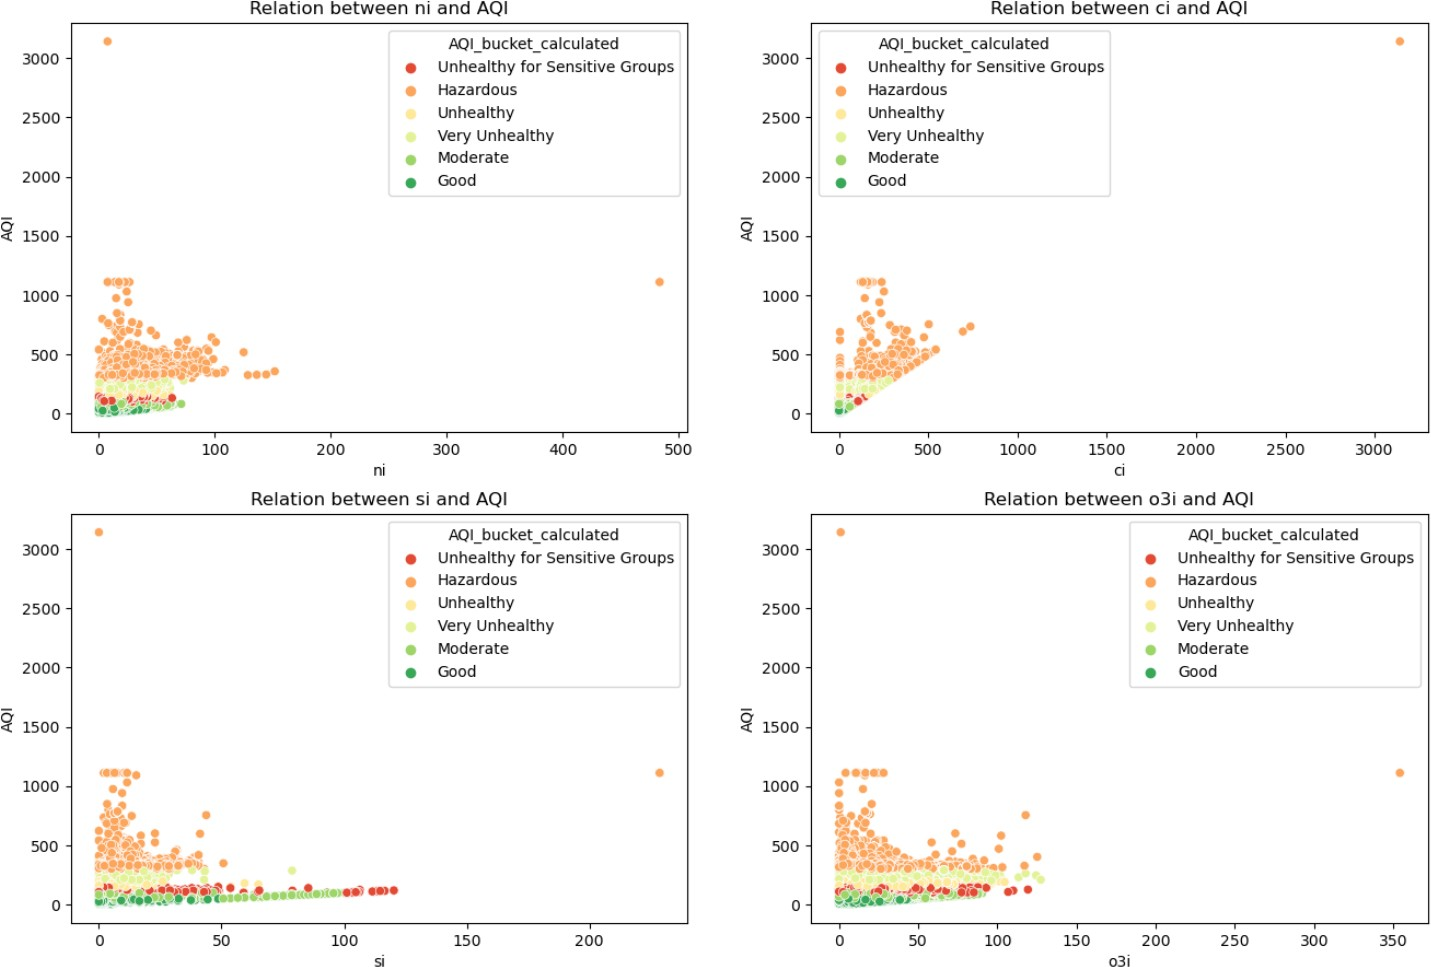 Relation between ni and AQI
AQI_bucket_calculated
Unhealthy for Sensitive Groups
Hazardous
Unhealthy
Very Unhealthy
Moderate
Good
3000
2500
2000
1500
1000
500
0
AQI
0 100 200 300 400 500
ni
Relation between ci and AQI
AQI_bucket_calculated
Unhealthy for Sensitive Groups
Hazardous
Unhealthy
Very Unhealthy
Moderate
Good
3000
2500
2000
1500
1000
500
0
AQI
0 500 1000 1500 2000 2500 3000
ci
Relation between si and AQI
AQI_bucket_calculated
Unhealthy for Sensitive Groups
Hazardous
Unhealthy
Very Unhealthy
Moderate
Good
3000
2500
2000
1500
1000
500
0
AQI
0 50 100 150 200
si
Relation between o3i and AQI
AQI_bucket_calculated
Unhealthy for Sensitive Groups
Hazardous
Unhealthy
Very Unhealthy
Moderate
Good
3000
2500
2000
1500
1000
500
0
AQI
0 50 100 150 200 250 300 350
o3i